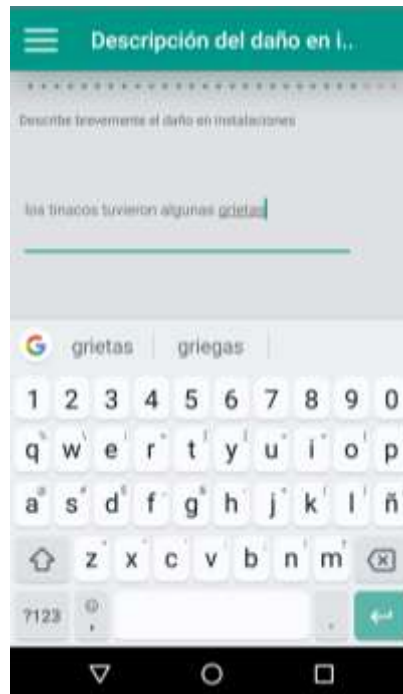 Descripción del daño en i..
Describe brevemente el daño en instalaciones
los tinacos tuvieron algunas grietas
G grietas griegas
1 2 3 4 5 6 7 8 9 0
q w e r t y u i o p
a s d f g h j k l ñ
z x c v b n m
?123 , .